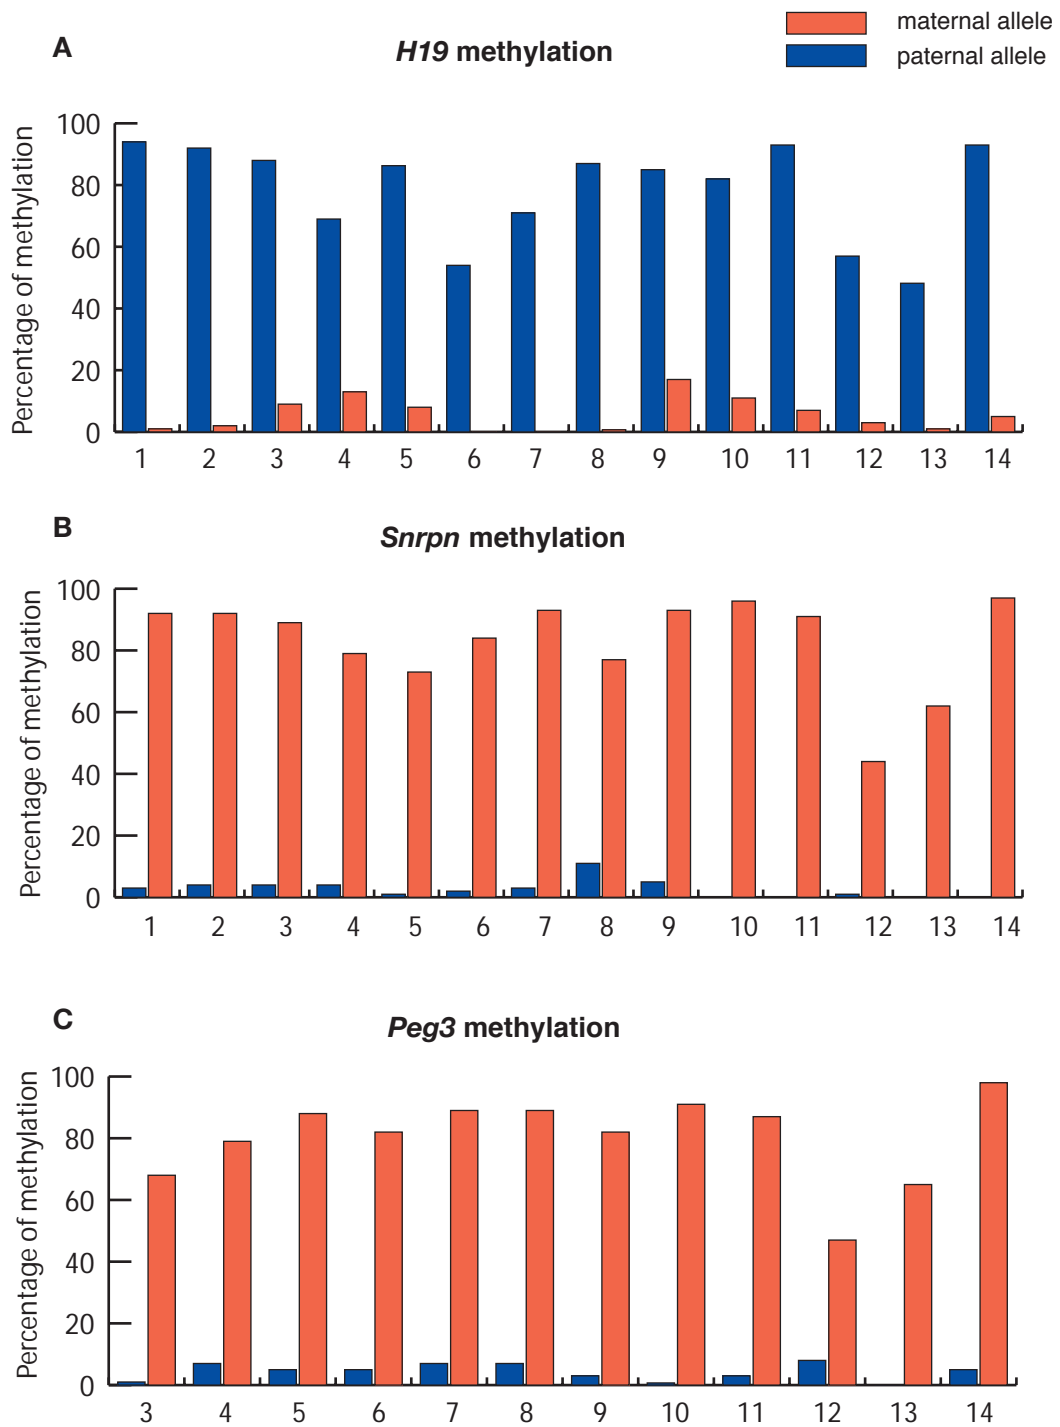 maternal allele
paternal allele
A
H19 methylation
Percentage of methylation
100
80
60
40
20
0
1 2 3 4 5 6 7 8 9 10 11 12 13 14
B
Snrpn methylation
Percentage of methylation
100
80
60
40
20
0
1 2 3 4 5 6 7 8 9 10 11 12 13 14
C
Peg3 methylation
Percentage of methylation
100
80
60
40
20
0
3 4 5 6 7 8 9 10 11 12 13 14